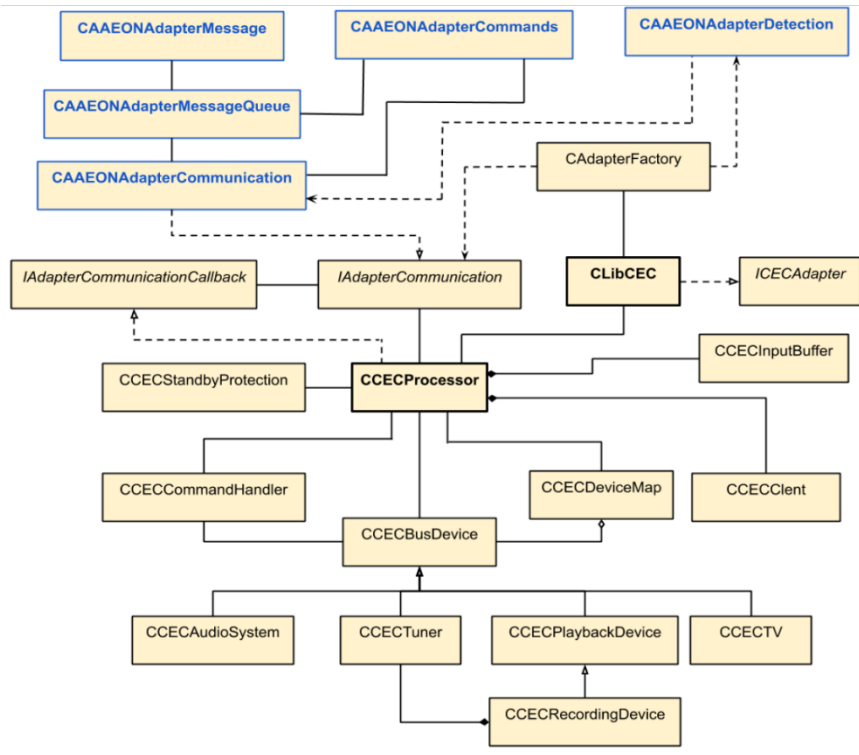 CAAEONAdapterMessage
CAAEONAdapterCommands
CAAEONAdapterDetection
CAAEONAdapterMessageQueue
CAdapterFactory
CAAEONAdapterCommunication
IAdapterCommunicationCallback
IAdapterCommunication
CLibCEC
ICECAdapter
CCECInputBuffer
CCECStandbyProtection
CCECProcessor
CCECCommandHandler
CCECDeviceMap
CCECClent
CCECBusDevice
CCECAudioSystem
CCECTuner
CCECPlaybackDevice
CCECTV
CCECRecordingDevice